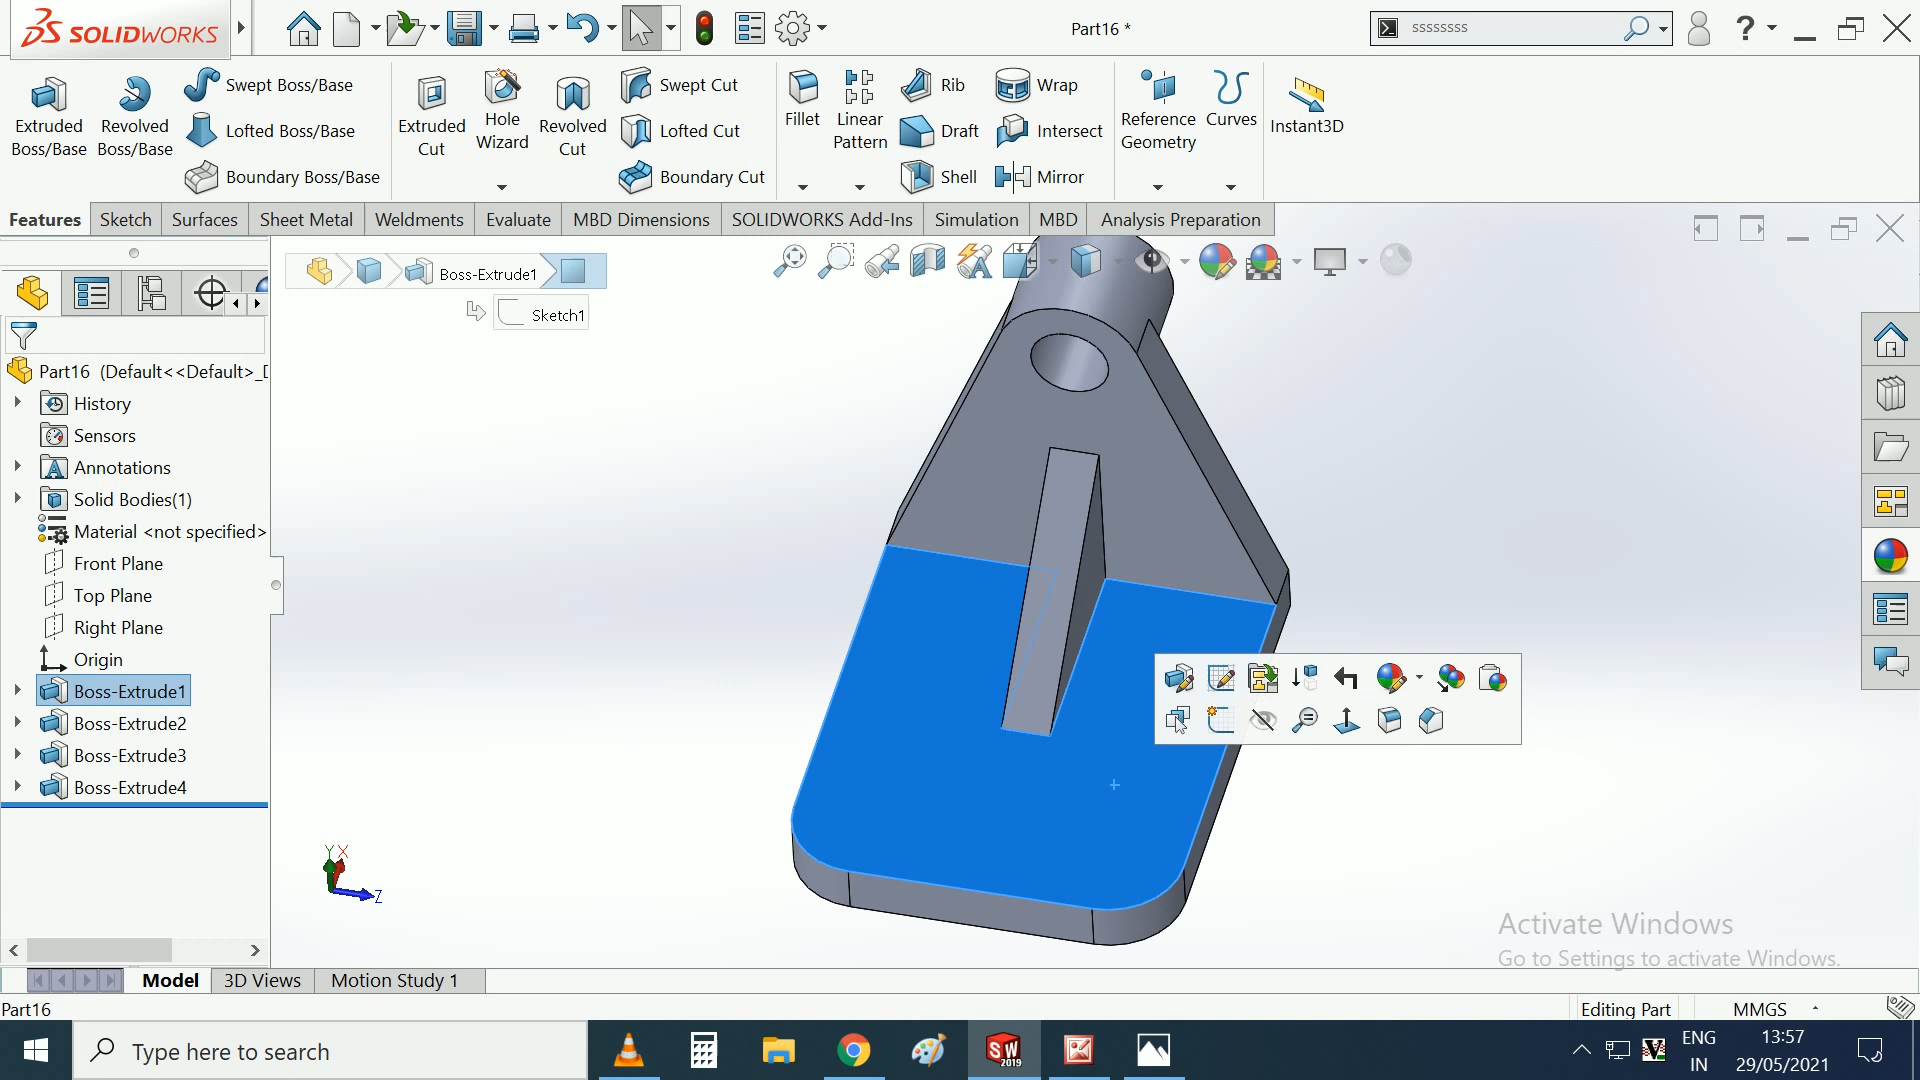 SOLIDWORKS
Part16 *
ssssssss
?
Extruded
Boss/Base
Revolved
Boss/Base
Swept Boss/Base
Lofted Boss/Base
Boundary Boss/Base
Extruded
Cut
Hole
Wizard
Revolved
Cut
Swept Cut
Lofted Cut
Boundary Cut
Fillet
Linear
Pattern
Rib
Draft
Shell
Wrap
Intersect
Mirror
Reference
Geometry
Curves
Instant3D
Features
Sketch
Surfaces
Sheet Metal
Weldments
Evaluate
MBD Dimensions
SOLIDWORKS Add-Ins
Simulation
MBD
Analysis Preparation
Boss-Extrude1
Sketch1
Part16 (Default<<Default>_D
History
Sensors
Annotations
Solid Bodies(1)
Material <not specified>
Front Plane
Top Plane
Right Plane
Origin
Boss-Extrude1
Boss-Extrude2
Boss-Extrude3
Boss-Extrude4
Y X
Z
Activate Windows
Go to Settings to activate Windows.
Model
3D Views
Motion Study 1
Part16
Editing Part
MMGS
Type here to search
SW
2019
ENG
IN
13:57
29/05/2021